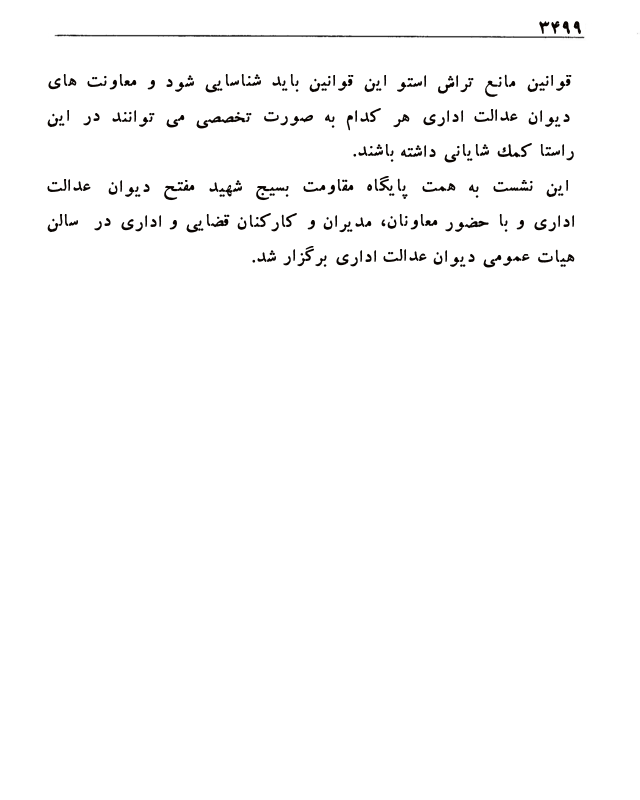 ۳۴۹۹
قوانین مانع تراش استو این قوانین باید شناسایی شود و معاونت های
دیوان عدالت اداری هر کدام به صورت تخصصی می توانند در این
راستا کمك شایانی داشته باشند.
این نشست به همت پایگاه مقاومت بسیج شهید مفتح دیوان عدالت
اداری و با حضور معاونان، مدیران و کارکنان قضایی و اداری در سالن
هیات عمومی دیوان عدالت اداری برگزار شد.